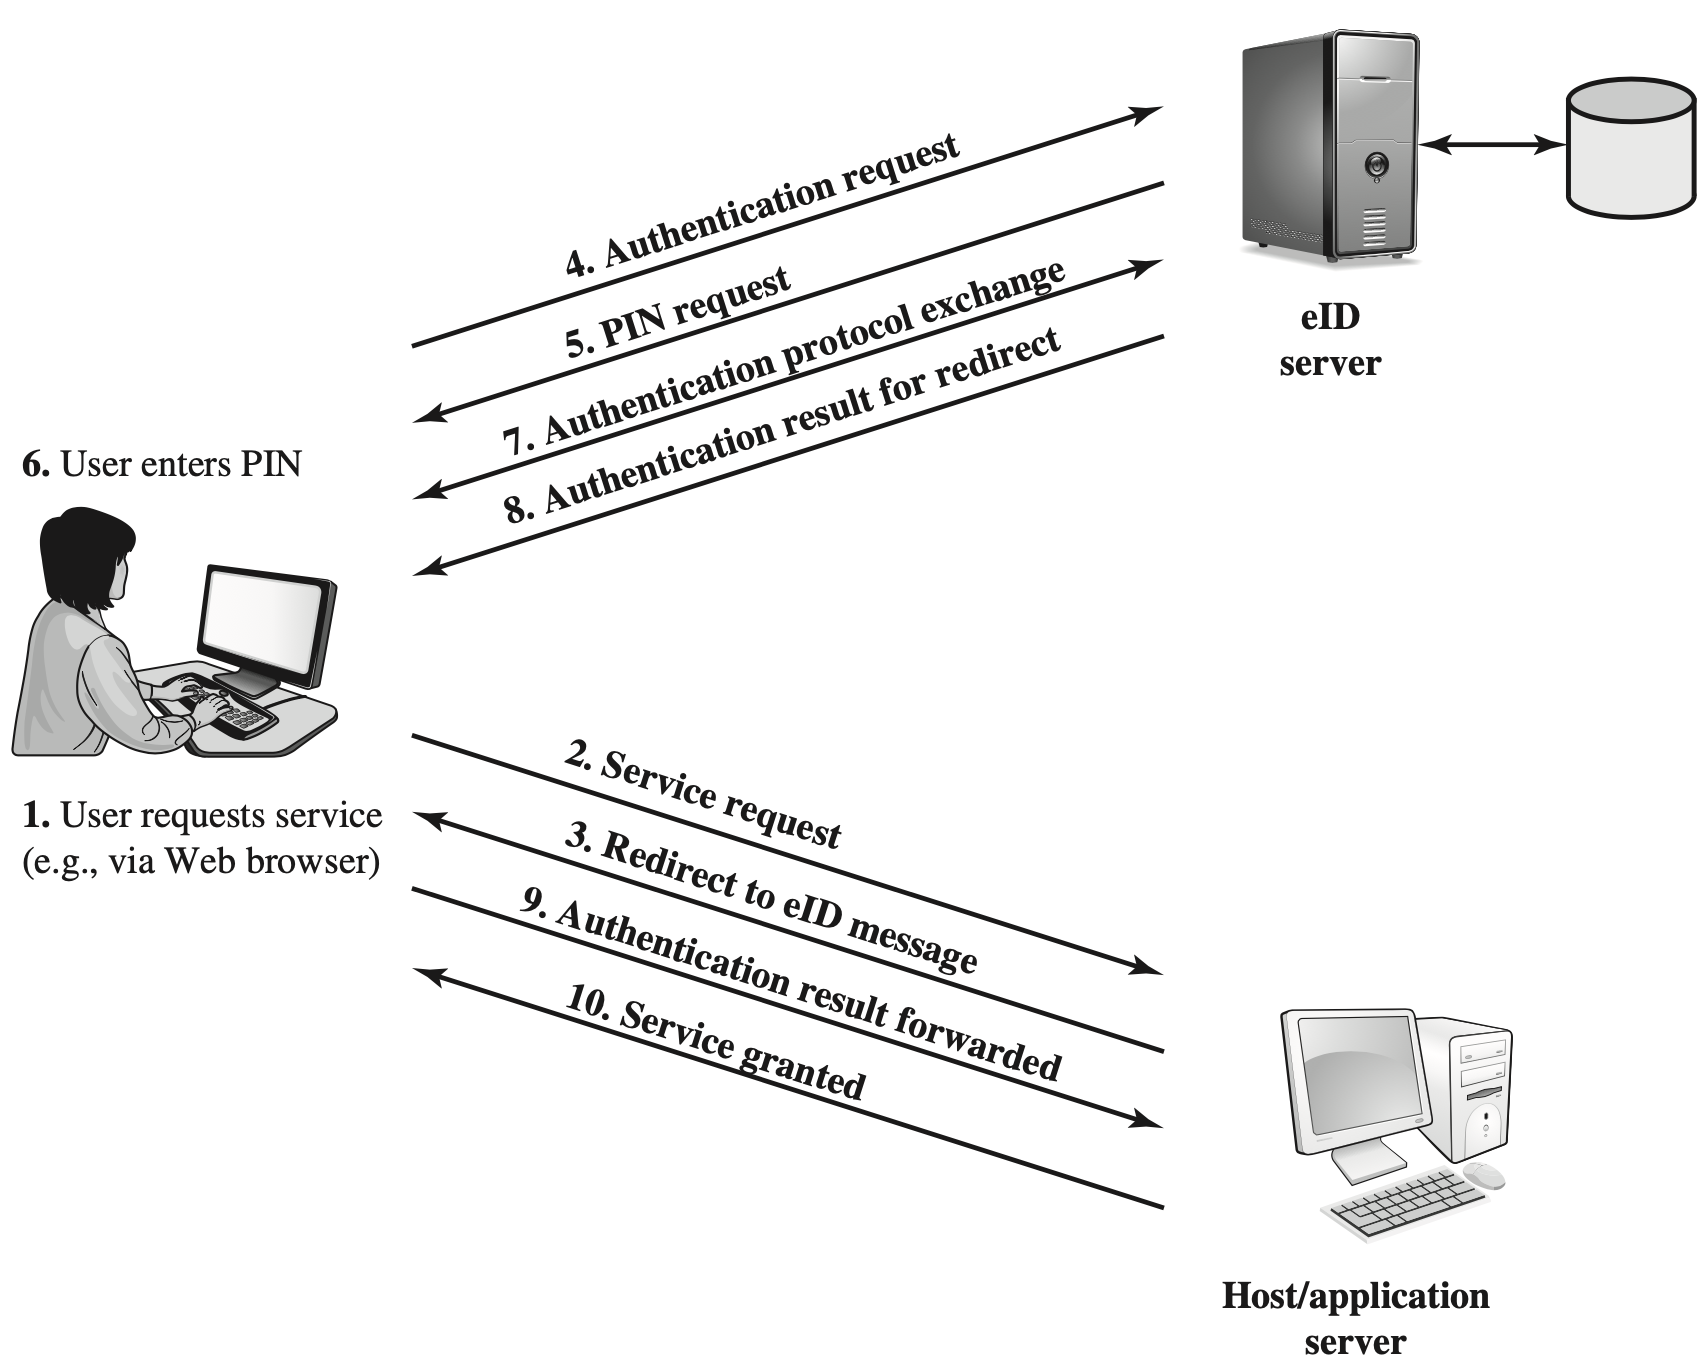 4. Authentication request
5. PIN request
7. Authentication protocol exchange
8. Authentication result for redirect
eID
server
6. User enters PIN
1. User requests service
(e.g., via Web browser)
2. Service request
3. Redirect to eID message
9. Authentication result forwarded
10. Service granted
Host/application
server